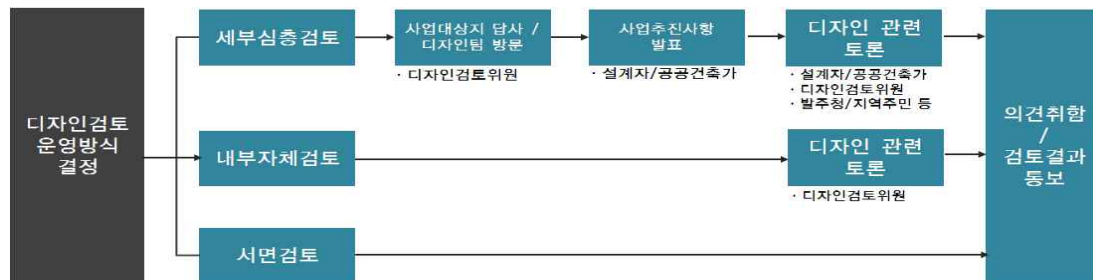 디자인검토
운영방식
결정
세부심층검토
사업대상지 답사 /
디자인팀 방문
· 디자인검토위원
사업추진사항
발표
· 설계자/공공건축가
디자인 관련
토론
· 설계자/공공건축가
· 디자인검토위원
· 발주청/지역주민 등
내부자체검토
디자인 관련
토론
· 디자인검토위원
서면검토
의견취합
/
검토결과
통보